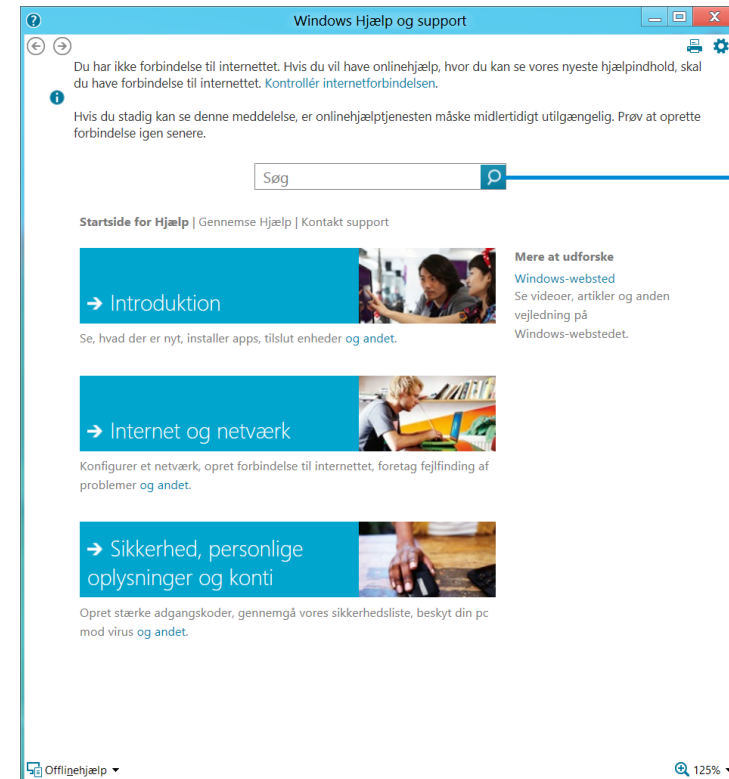 Windows Hjælp og support
Du har ikke forbindelse til internettet. Hvis du vil have onlinehjælp, hvor du kan se vores nyeste hjælpindhold, skal
du have forbindelse til internettet. Kontrollér internetforbindelsen.
Hvis du stadig kan se denne meddelelse, er onlinehjælptjenesten måske midlertidigt utilgængelig. Prøv at oprette
forbindelse igen senere.
Søg
Startside for Hjælp | Gennemse Hjælp | Kontakt support
→ Introduktion
Se, hvad der er nyt, installer apps, tilslut enheder og andet.
Mere at udforske
Windows-websted
Se videoer, artikler og anden
vejledning på
Windows-webstedet.
→ Internet og netværk
Konfigurer et netværk, opret forbindelse til internettet, foretag fejlfinding af
problemer og andet.
→ Sikkerhed, personlige
oplysninger og konti
Opret stærke adgangskoder, gennemgå vores sikkerhedsliste, beskyt din pc
mod virus og andet.
Offlinehjælp
125%